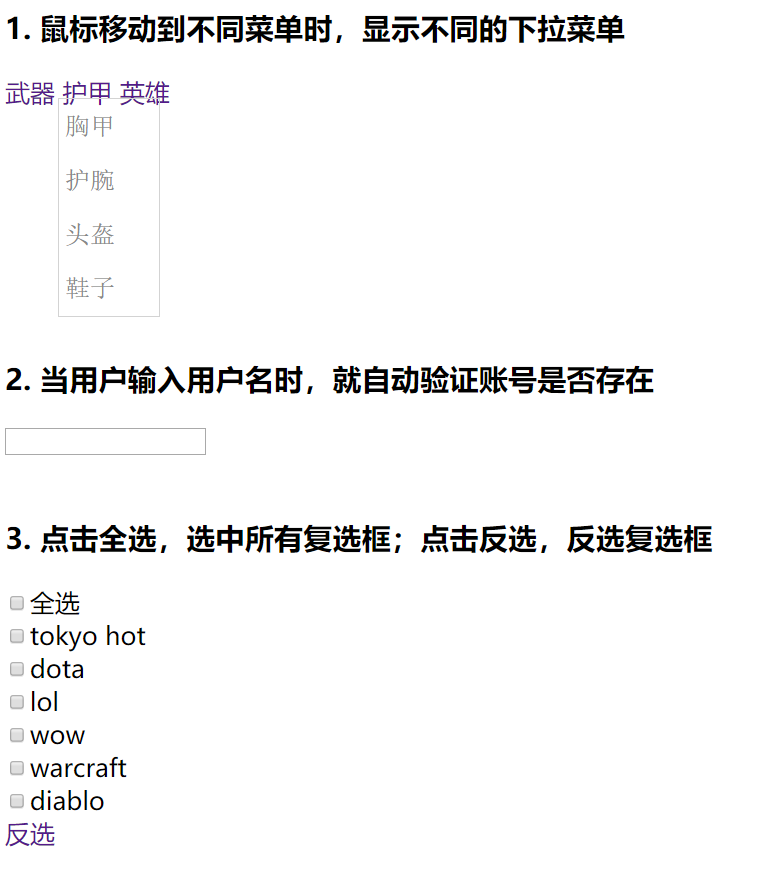 1. 鼠标移动到不同菜单时，显示不同的下拉菜单
武器 护甲 英雄
胸甲
护腕
头盔
鞋子
2. 当用户输入用户名时，就自动验证账号是否存在
3. 点击全选，选中所有复选框；点击反选，反选复选框
全选
tokyo hot
dota
lol
wow
warcraft
diablo
反选